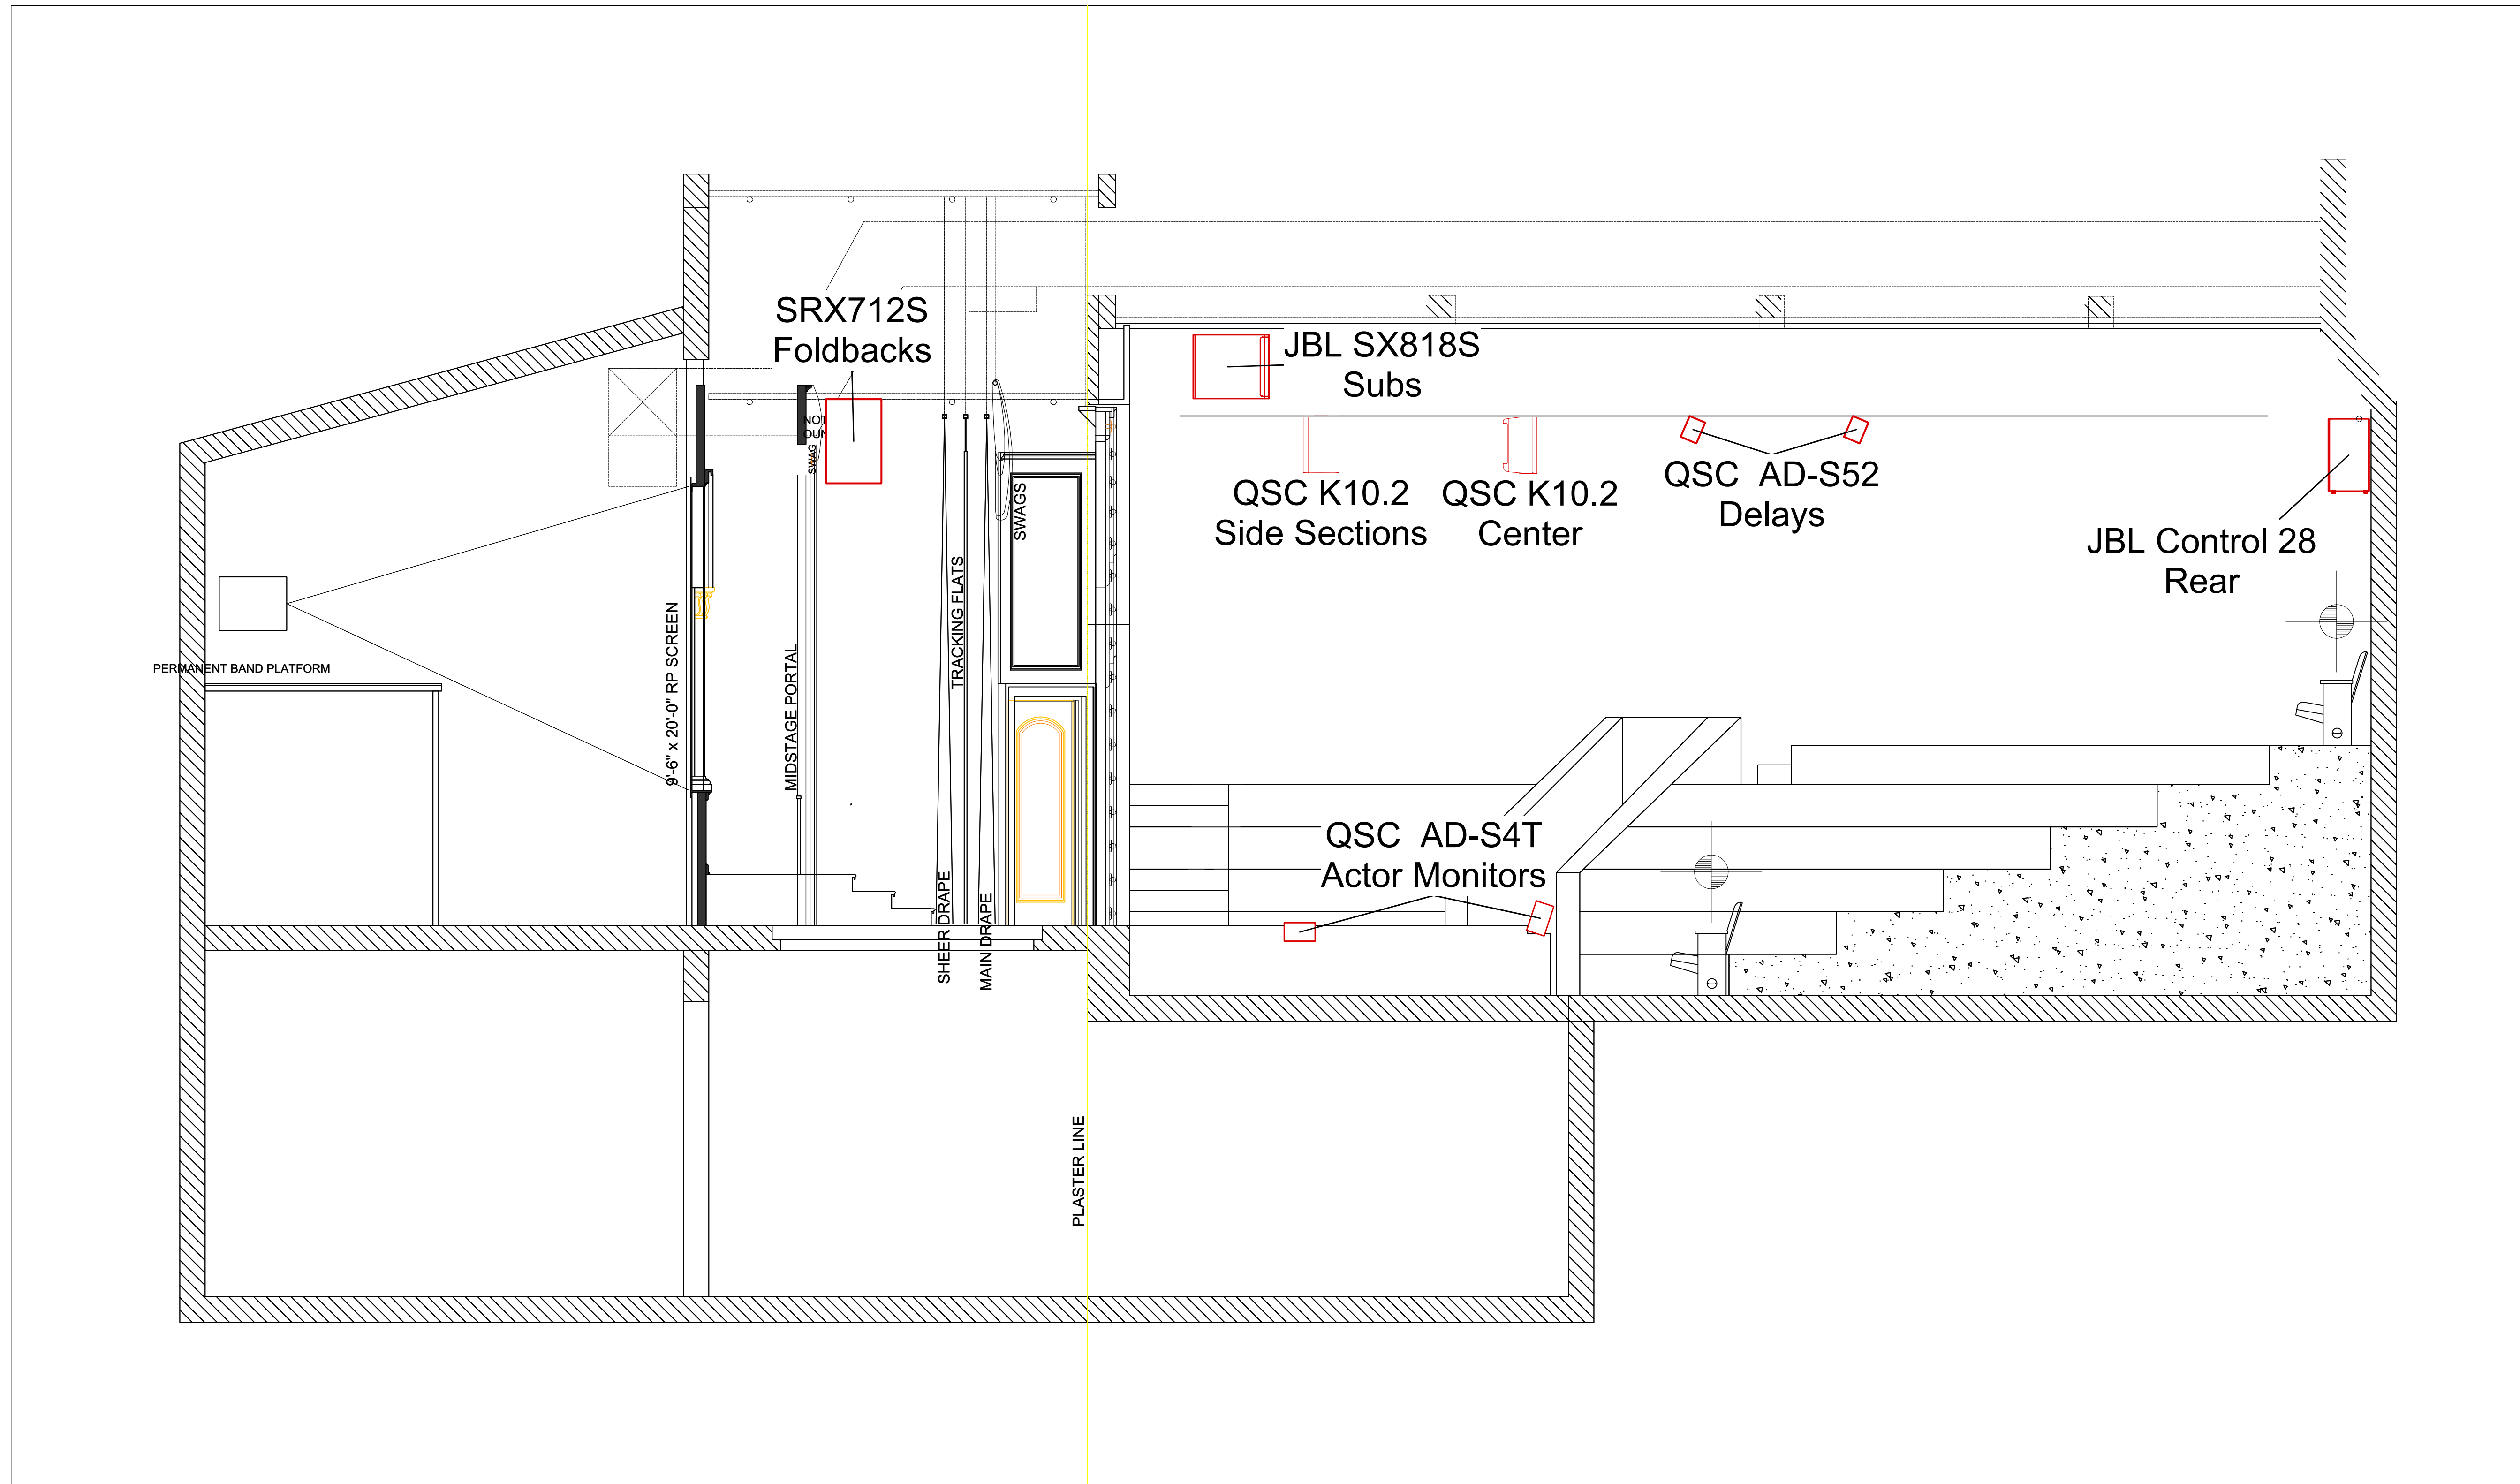 SRX712S
Foldbacks
JBL SX818S
Subs
NOT
SWAG
SWAGS
QSC K10.2
Side Sections
QSC K10.2
Center
QSC AD-S52
Delays
JBL Control 28
Rear
PERMANENT BAND PLATFORM
9'-6" x 20'-0" RP SCREEN
MIDSTAGE PORTAL
TRACKING FLATS
SHEER DRAPE
MAIN DRAPE
QSC AD-S4T
Actor Monitors
PLASTER LINE